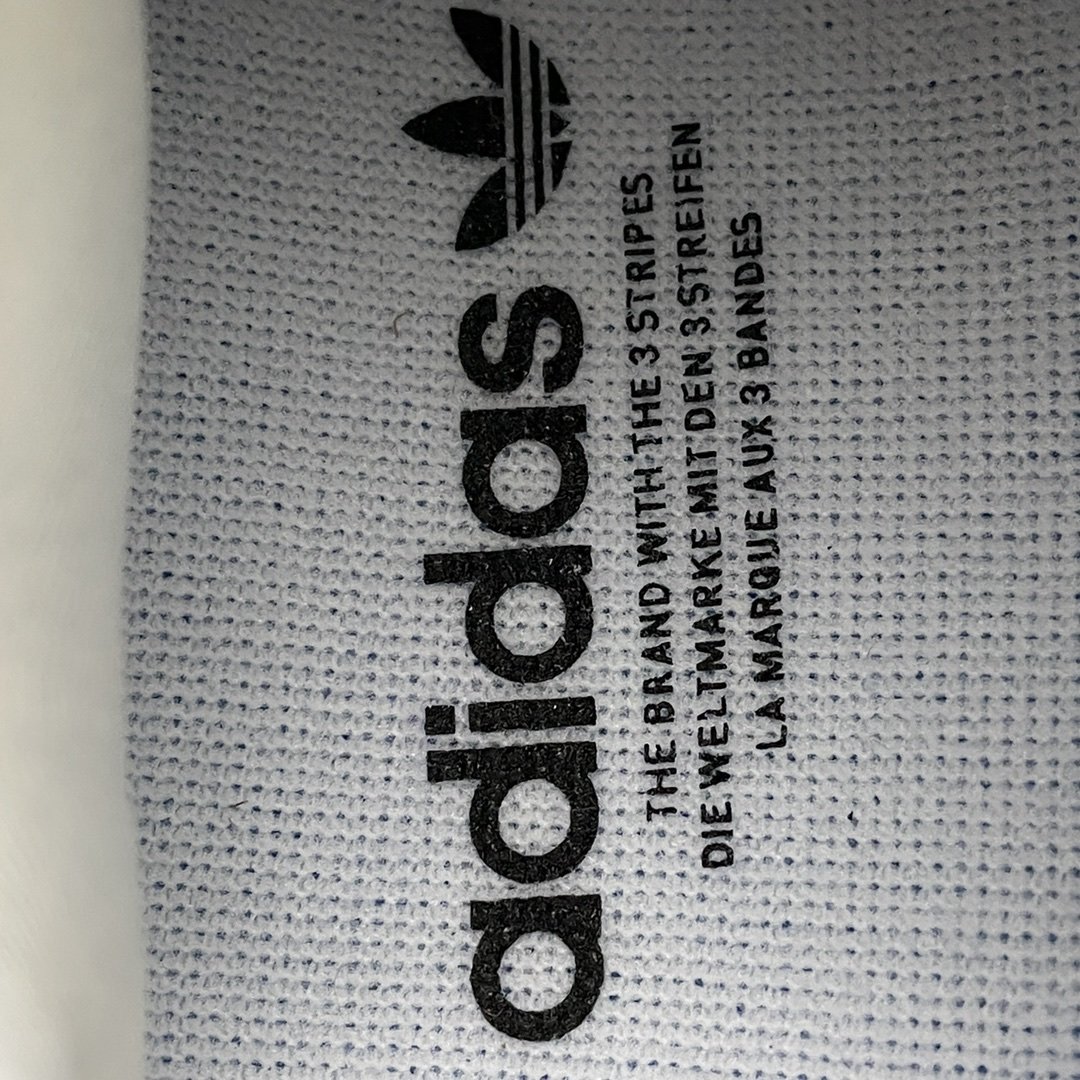 adidas
THE BRAND WITH THE 3 STRIPES
DIE WELTMARKE MIT DEN 3 STREIFEN
LA MARQUE AUX 3 BANDES